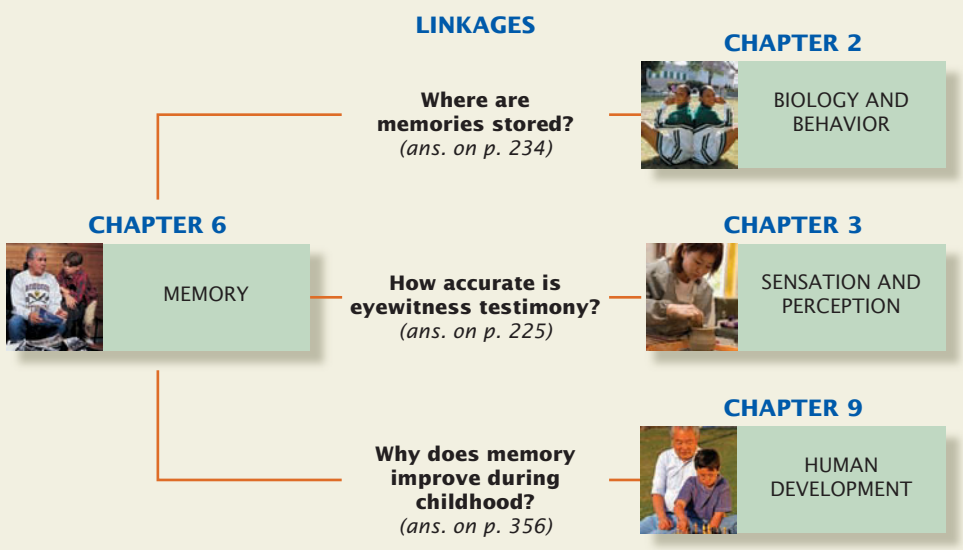 LINKAGES
CHAPTER 2
Where are
memories stored?
(ans. on p. 234)
BIOLOGY AND
BEHAVIOR
CHAPTER 6
MEMORY
CHAPTER 3
How accurate is
eyewitness testimony?
(ans. on p. 225)
SENSATION AND
PERCEPTION
CHAPTER 9
Why does memory
improve during
childhood?
(ans. on p. 356)
HUMAN
DEVELOPMENT